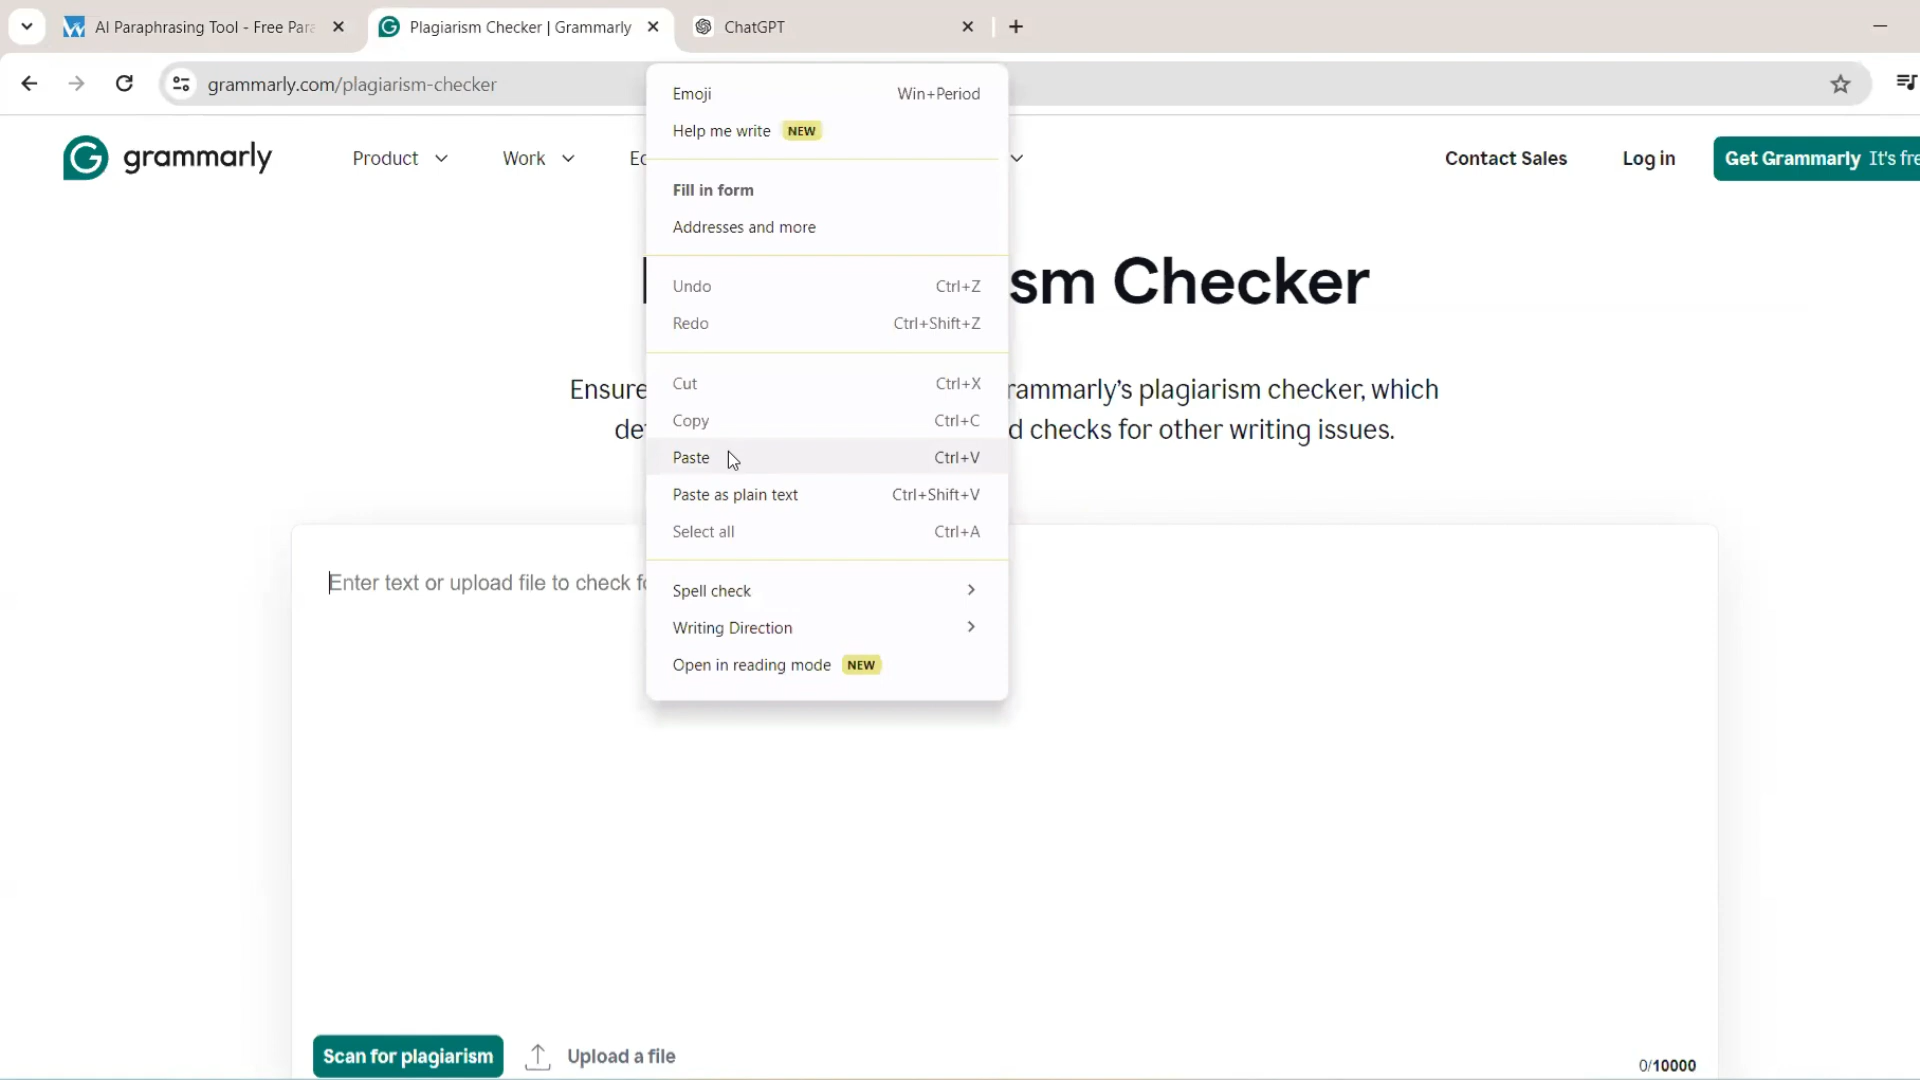 AI Paraphrasing Tool - Free Para
Plagiarism Checker | Grammarly
ChatGPT
grammarly.com/plagiarism-checker
grammarly
Product
Work
Contact Sales
Log in
Get Grammarly It's fre
Emoji Win+Period
Help me write NEW
Fill in form
Addresses and more
Undo Ctrl+Z
Redo Ctrl+Shift+Z
Cut Ctrl+X
Copy Ctrl+C
Paste Ctrl+V
Paste as plain text Ctrl+Shift+V
Select all Ctrl+A
Spell check
Writing Direction
Open in reading mode NEW
sm Checker
Ensure rammarly's plagiarism checker, which
de d checks for other writing issues.
Enter text or upload file to check fo
Scan for plagiarism
Upload a file
0/10000